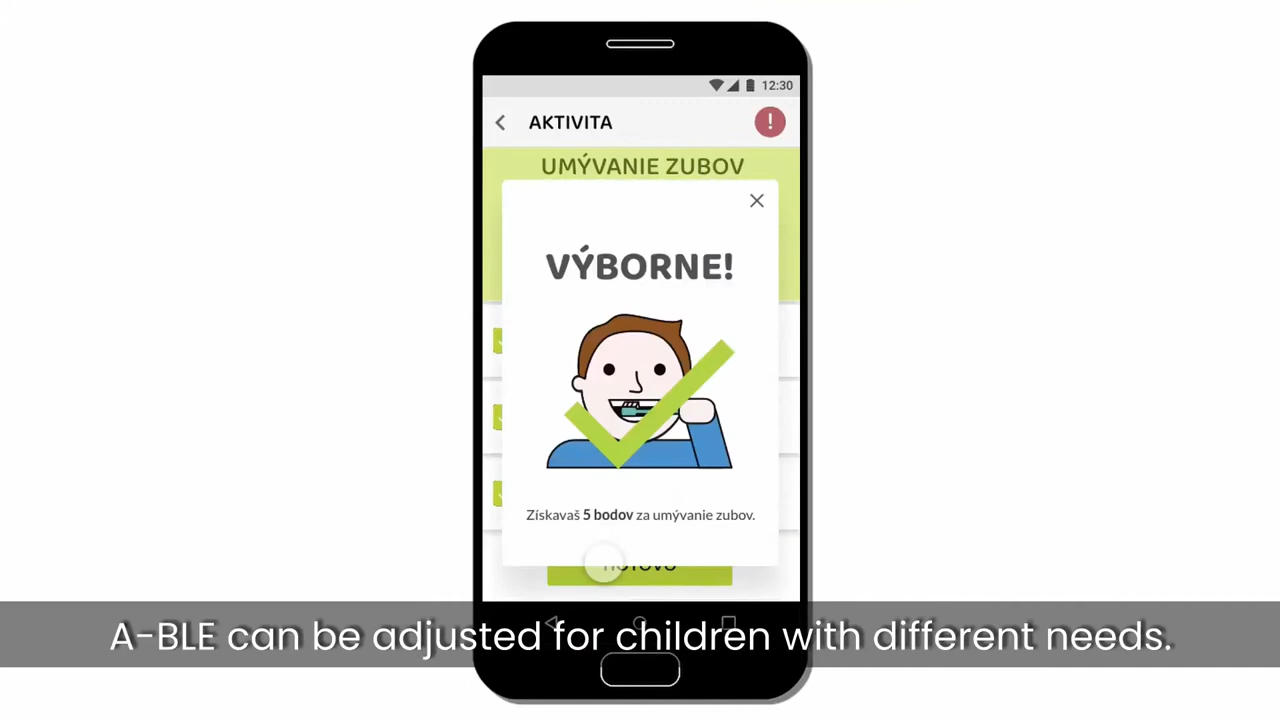 12:30
AKTIVITA
!
UMÝVANIE ZUBOV
VÝBORNE!
Získavaš 5 bodov za umývanie zubov.
A-BLE can be adjusted for children with different needs.